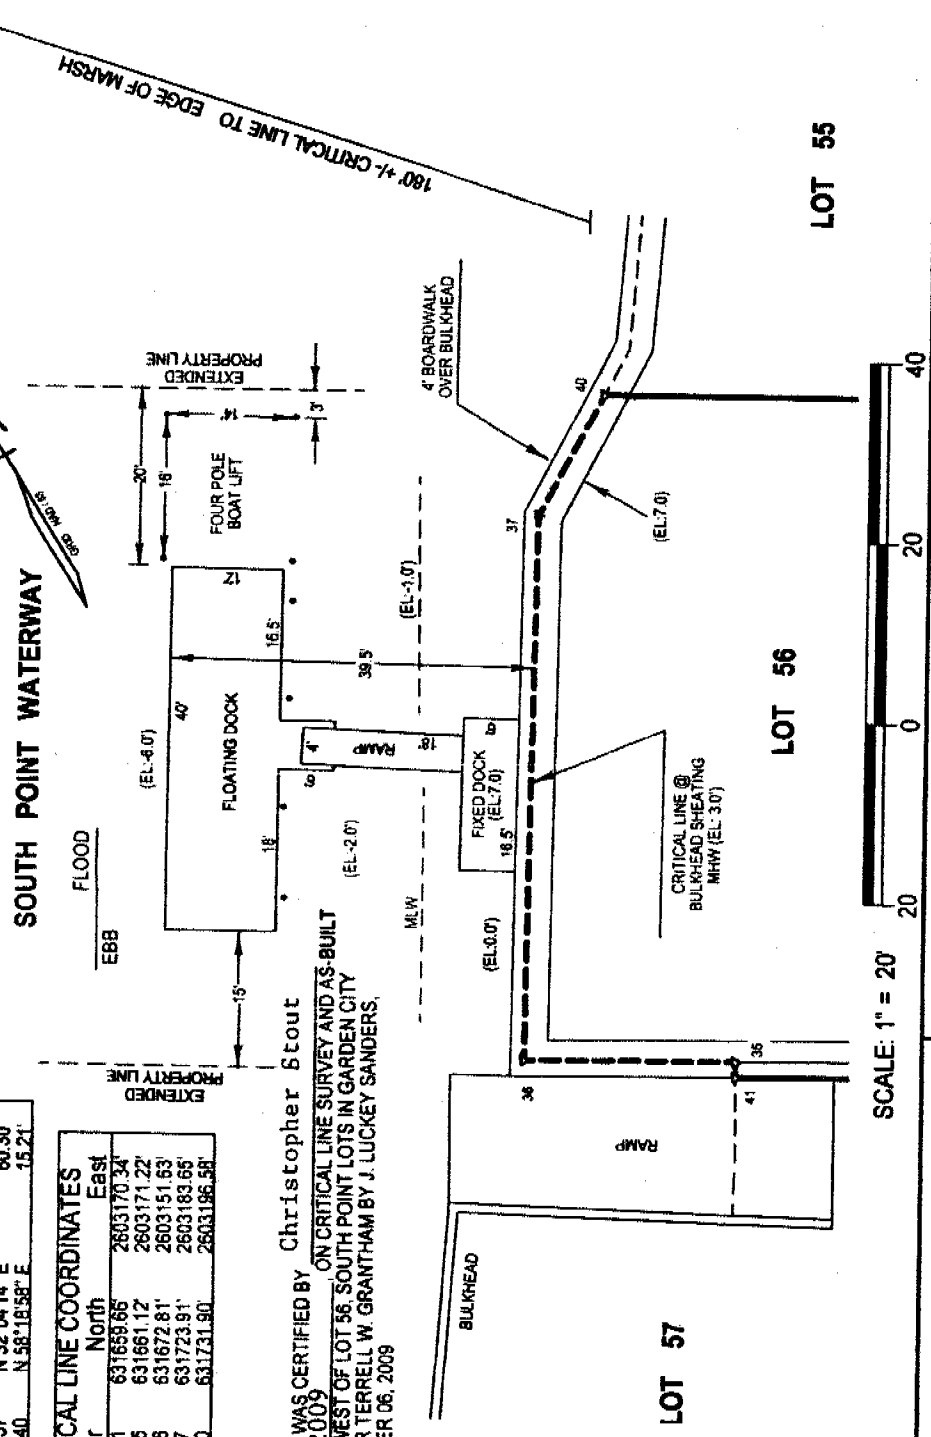 SOUTH POINT WATERWAY
FLOOD
EBB
180' +/- CRITICAL LINE TO EDGE OF MARSH
EXTENDED
PROPERTY LINE
20'
16'
14'
3'
FOUR POLE
BOAT LIFT
4' BOARDWALK
OVER BULKHEAD
LOT 55
40
37
(EL:7.0)
(EL:-6.0')
40'
12'
FLOATING DOCK
16.5'
39.5'
(EL:-1.0')
18'
6'
4'
RAMP
18'
(EL:-2.0')
MLW
FIXED DOCK
(EL:7.0)
16.5'
(EL:0.0')
CRITICAL LINE @
BULKHEAD SHEATING
MHW (EL: 3.0')
LOT 56
15'
EXTENDED
PROPERTY LINE
36
35
41
RAMP
BULKHEAD
LOT 57
SCALE: 1" = 20'
20 0 20 40
N 58°18'58" E 15.21'
CAL LINE COORDINATES
North East
631659.66' 2603170.34'
631661.12' 2603171.22'
631672.81' 2603151.63'
631723.91' 2603183.65'
631731.90' 2603196.58'
WAS CERTIFIED BY Christopher Stout
2009 ON CRITICAL LINE SURVEY AND AS-BUILT
WEST OF LOT 56, SOUTH POINT LOTS IN GARDEN CITY
R TERRELL W. GRANTHAM BY J. LUCKEY SANDERS,
ER 06, 2009